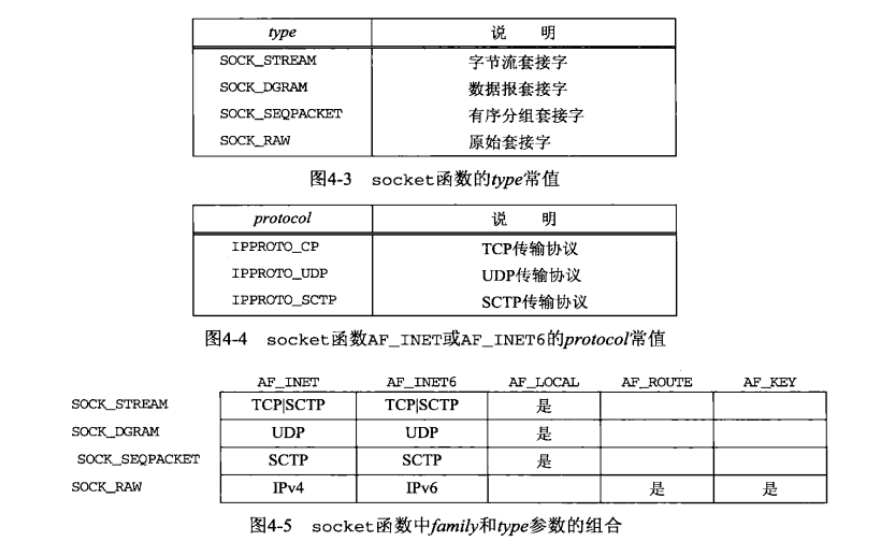 type 说 明
SOCK_STREAM 字节流套接字
SOCK_DGRAM 数据报套接字
SOCK_SEQPACKET 有序分组套接字
SOCK_RAW 原始套接字
图4-3 socket函数的type常值
protocol 说 明
IPPROTO_CP TCP传输协议
IPPROTO_UDP UDP传输协议
IPPROTO_SCTP SCTP传输协议
图4-4 socket函数AF_INET或AF_INET6的protocol常值
AF_INET AF_INET6 AF_LOCAL AF_ROUTE AF_KEY
SOCK_STREAM TCP|SCTP TCP|SCTP 是
SOCK_DGRAM UDP UDP 是
SOCK_SEQPACKET SCTP SCTP 是
SOCK_RAW IPv4 IPv6 是 是
图4-5 socket函数中family和type参数的组合